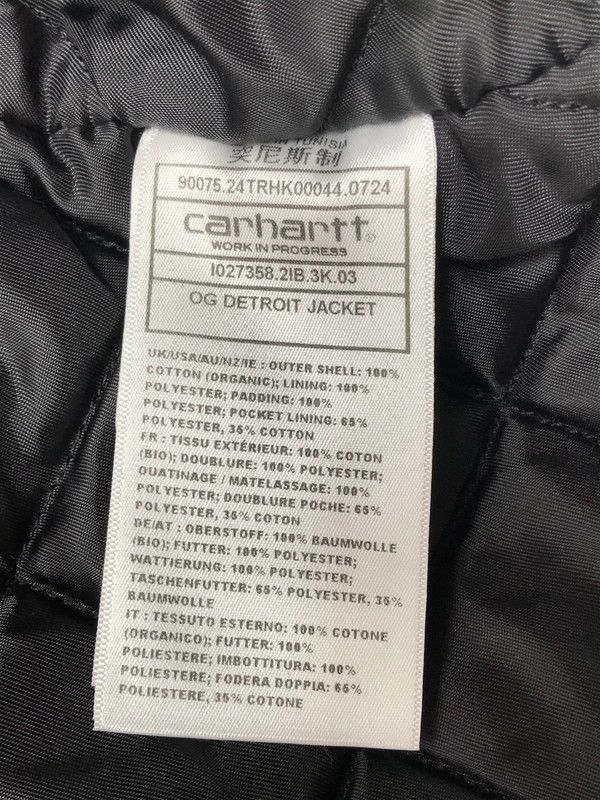 TUNISIA
突尼斯制
90075.24TRHK00044.0724
carhartt®
WORK IN PROGRESS
I027358.2IB.3K.03
OG DETROIT JACKET
UK/USA/AU/NZ/IE : OUTER SHELL: 100%
COTTON (ORGANIC); LINING: 100%
POLYESTER; PADDING: 100%
POLYESTER; POCKET LINING: 65%
POLYESTER, 35% COTTON
FR : TISSU EXTÉRIEUR: 100% COTON
(BIO); DOUBLURE: 100% POLYESTER;
OUATINAGE / MATELASSAGE: 100%
POLYESTER; DOUBLURE POCHE: 65%
POLYESTER, 35% COTON
DE/AT : OBERSTOFF: 100% BAUMWOLLE
(BIO); FUTTER: 100% POLYESTER;
WATTIERUNG: 100% POLYESTER;
TASCHENFUTTER: 65% POLYESTER, 35%
BAUMWOLLE
IT : TESSUTO ESTERNO: 100% COTONE
(ORGANICO); FUTTER: 100%
POLIESTERE; IMBOTTITURA: 100%
POLIESTERE; FODERA DOPPIA: 65%
POLIESTERE, 35% COTONE